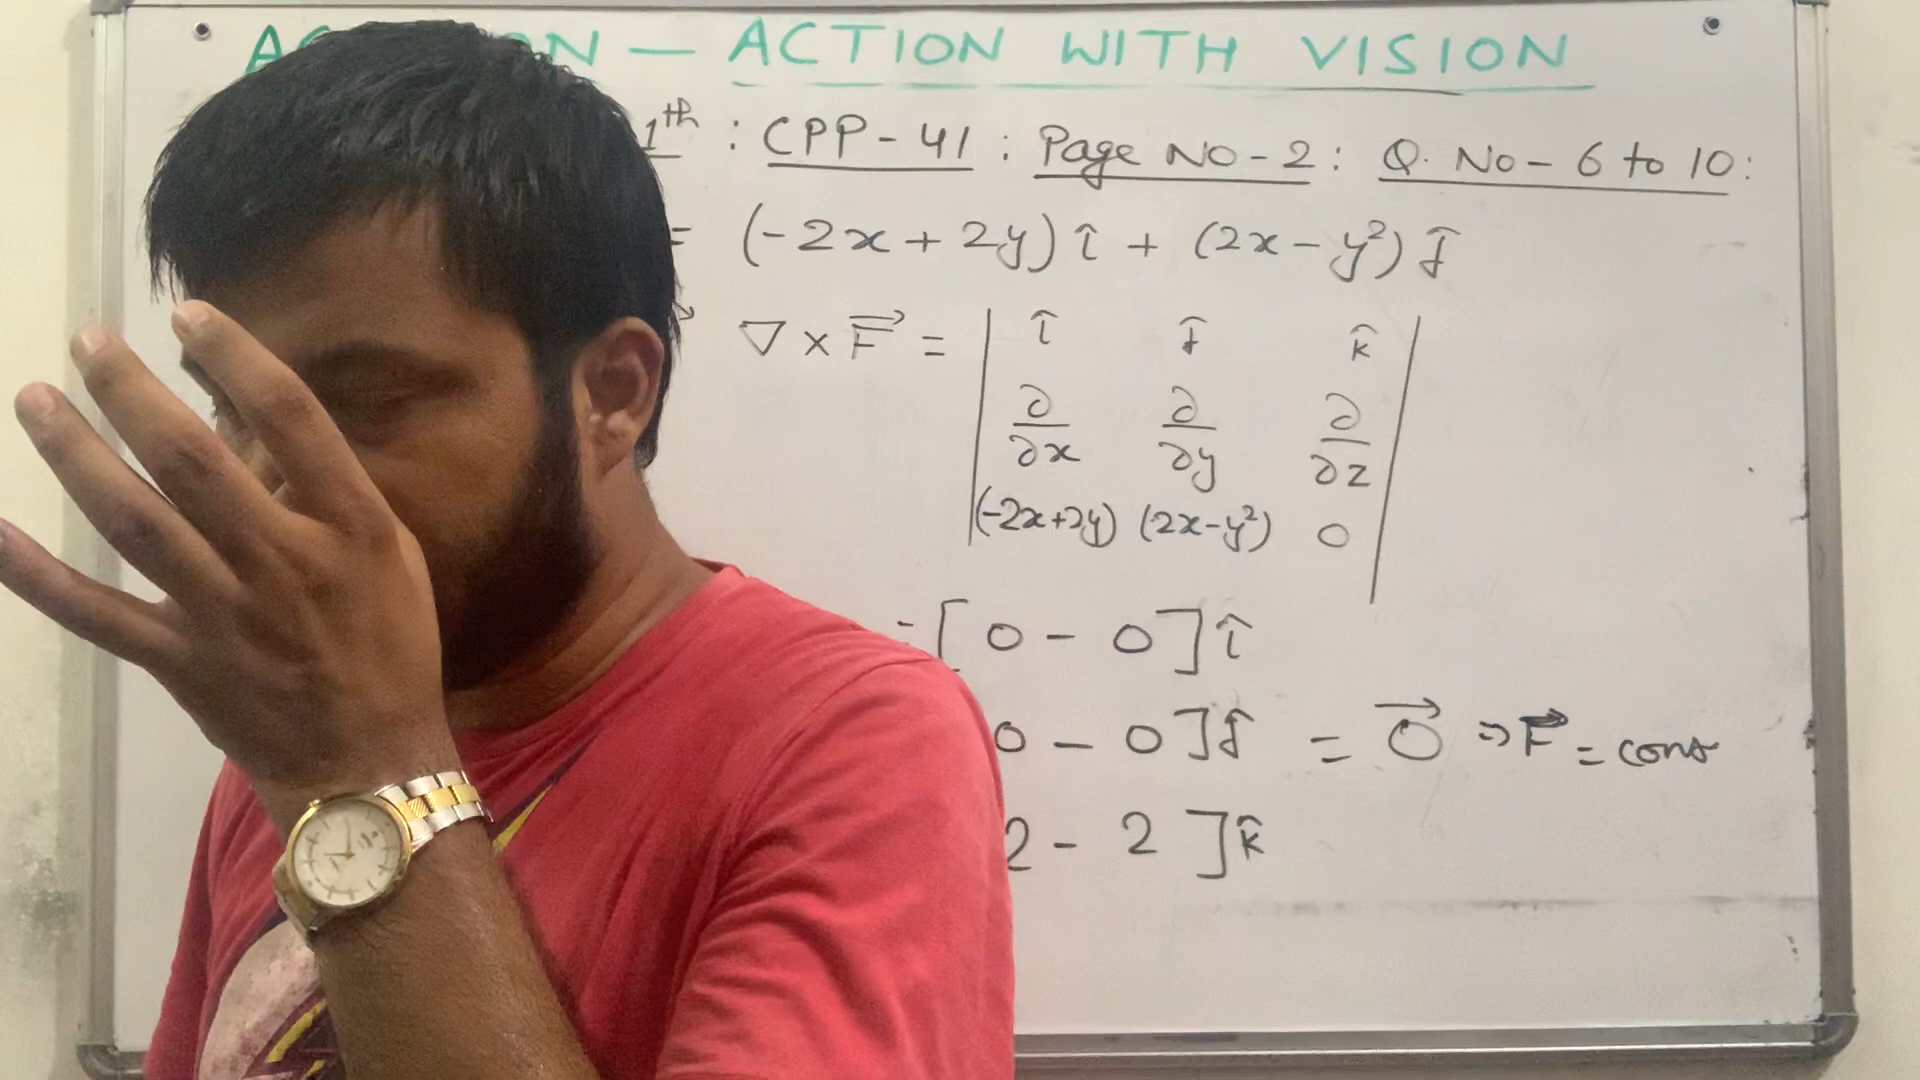 — ACTION WITH VISION
1th : CPP - 41 : Page NO - 2 : Q. No - 6 to 10 :
= (-2x + 2y) î + (2x - y²) ĵ
∇ × F⃗ = | î ĵ k̂ |
∂/∂x ∂/∂y ∂/∂z
(-2x+2y) (2x-y²) 0
[0 - 0] î
0 - 0] ĵ = 0⃗ ⇒ F⃗ = cons
2 - 2 ] k̂